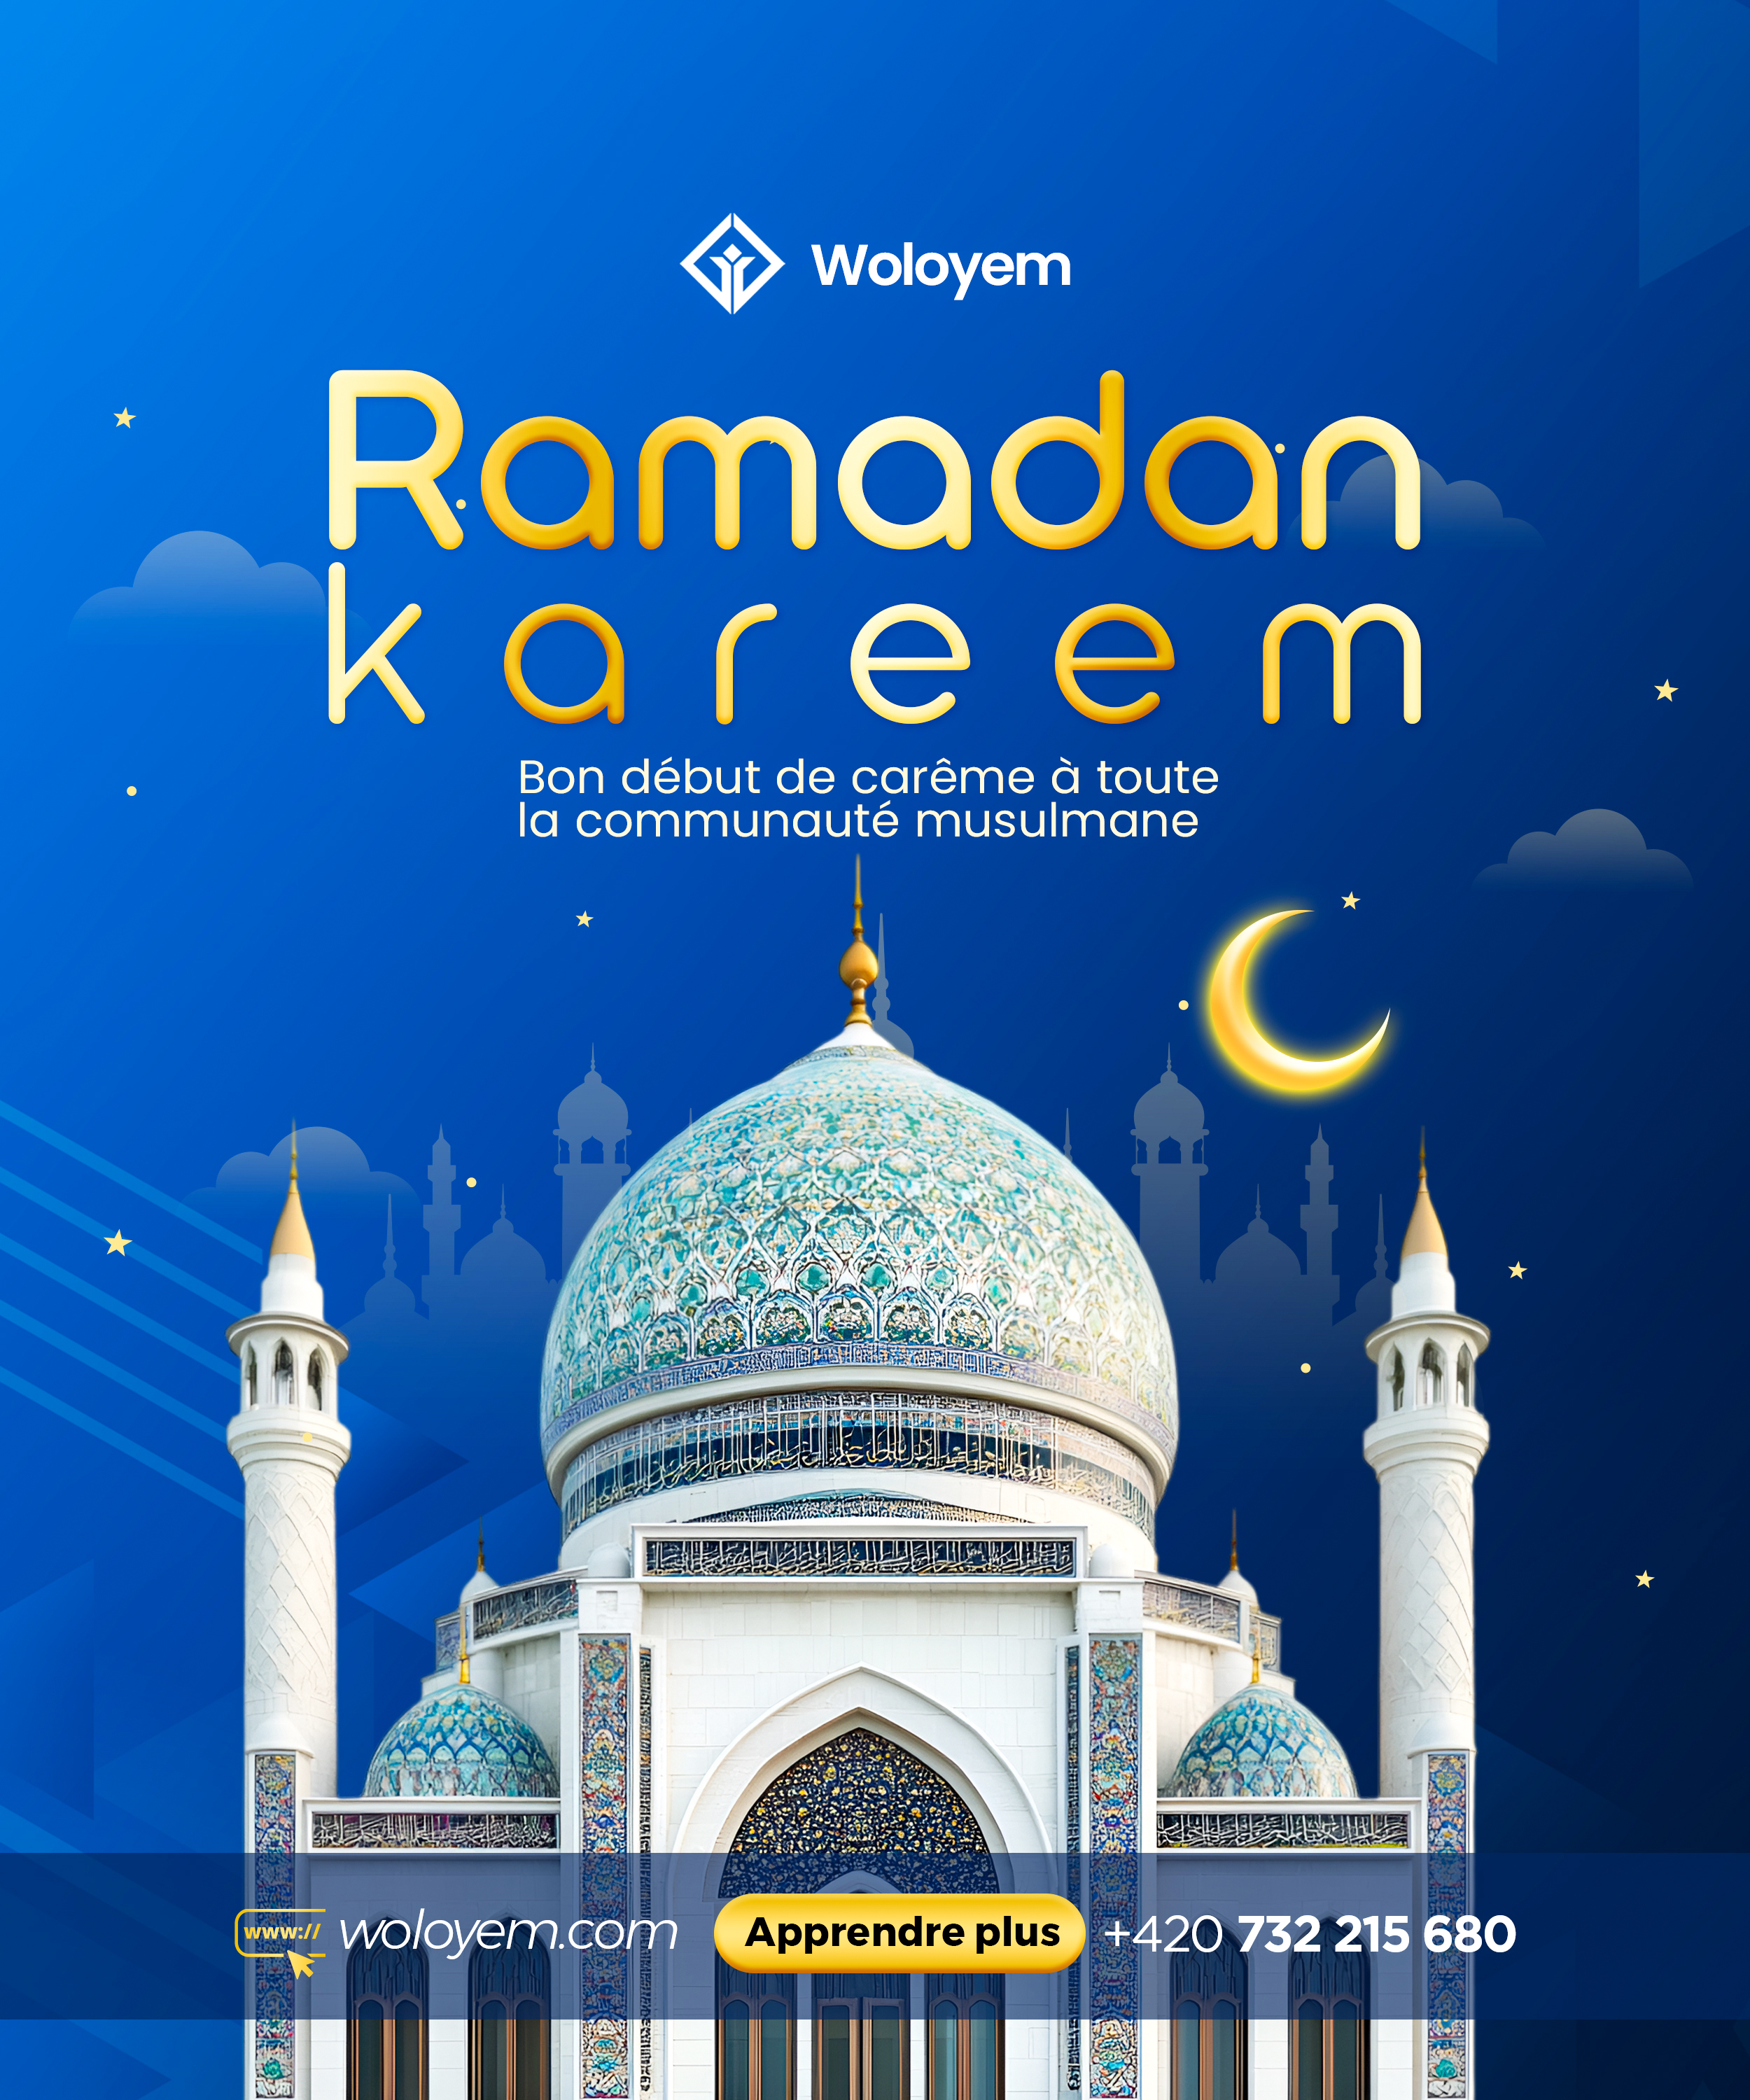 Woloyem
Ramadan
kareem
Bon début de carême à toute
la communauté musulmane
www:// woloyem.com Apprendre plus +420 732 215 680